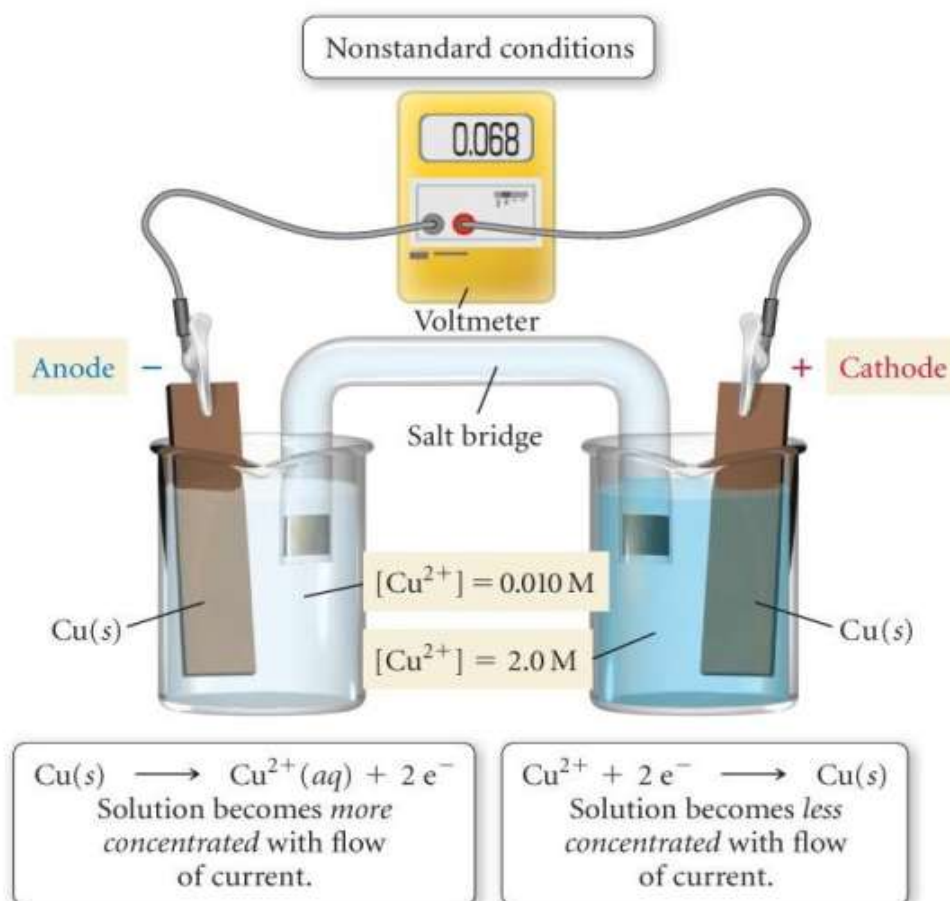 Nonstandard conditions
0.068
Voltmeter
Anode −
+ Cathode
Salt bridge
[Cu²⁺] = 0.010 M
Cu(s)
Cu(s)
[Cu²⁺] = 2.0 M
Cu(s) ⟶ Cu²⁺(aq) + 2 e⁻
Solution becomes more
concentrated with flow
of current.
Cu²⁺ + 2 e⁻ ⟶ Cu(s)
Solution becomes less
concentrated with flow
of current.